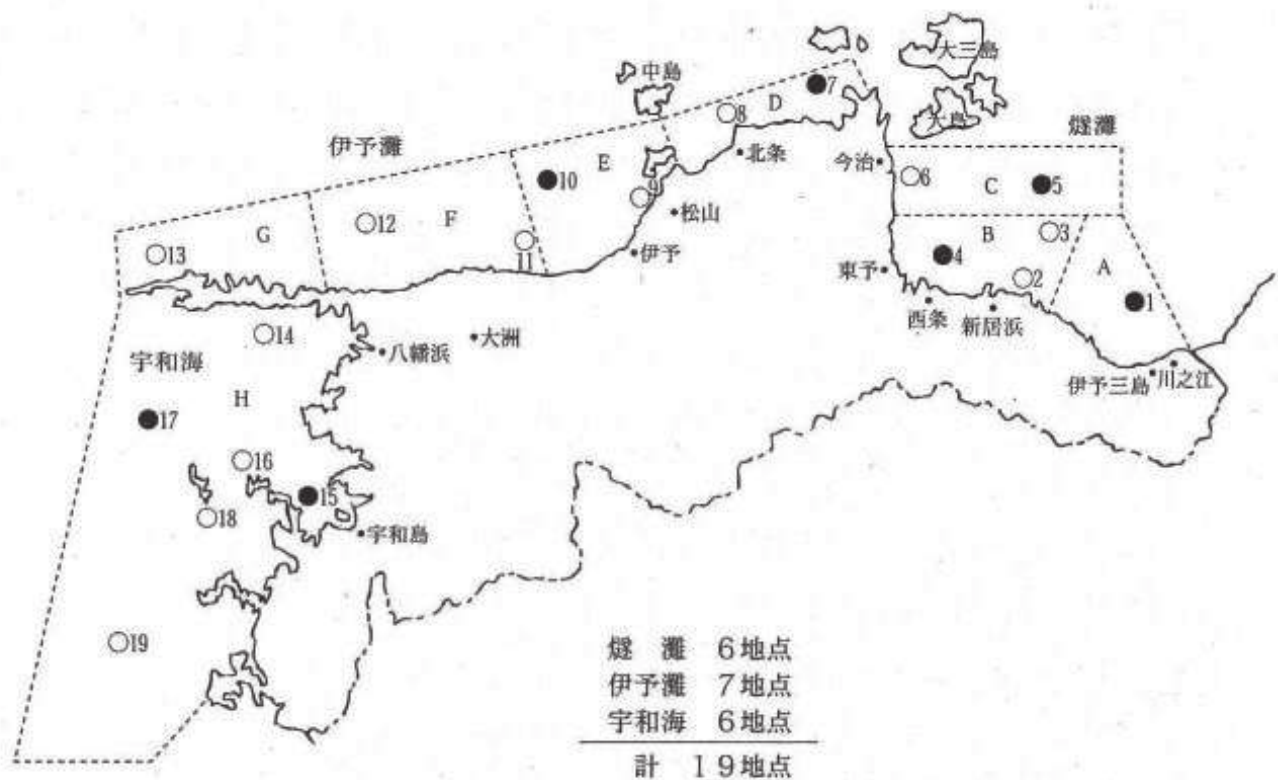 大三島
中島
7
大島
D
8
燧灘
伊予灘
E
北条
今治
6
C
5
10
9
松山
12
F
G
13
11
伊予
B
3
4
東予
2
A
1
西条
新居浜
14
八幡浜
大洲
宇和海
伊予三島
川之江
H
17
16
15
18
宇和島
19
燧 灘 6地点
伊予灘 7地点
宇和海 6地点
計 19地点